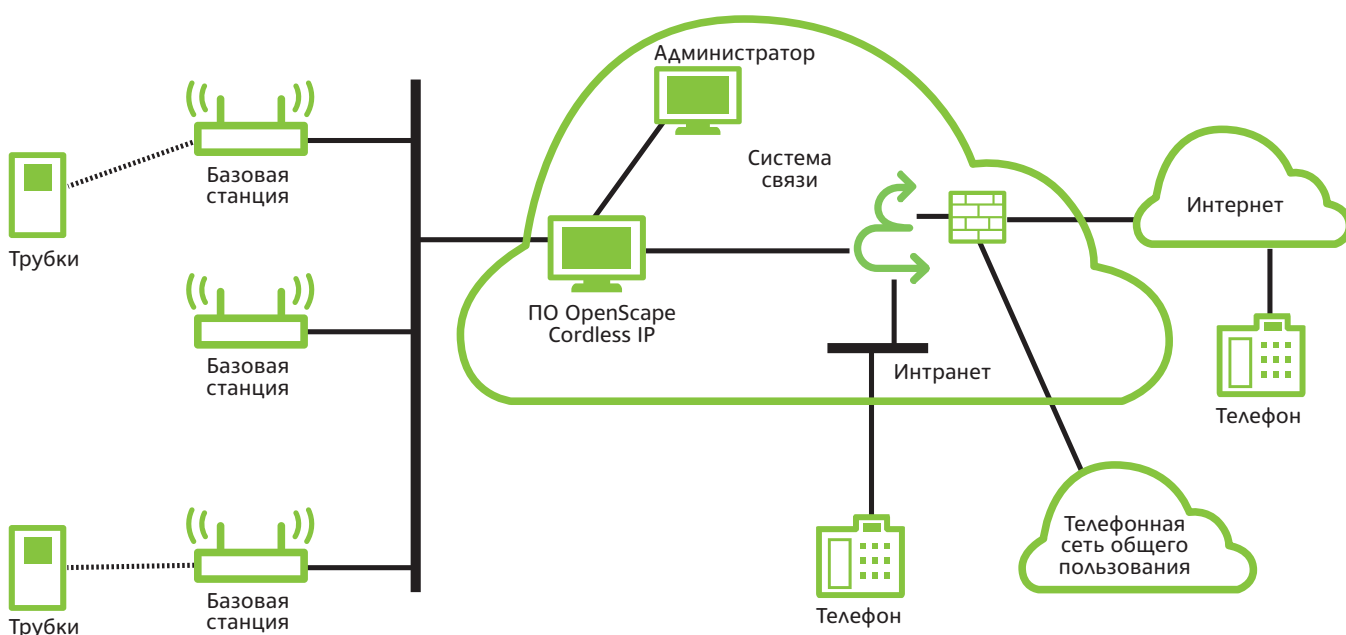 Администратор
Система
связи
Базовая
станция
Трубки
Интернет
ПО OpenScape
Cordless IP
Базовая
станция
Интранет
Телефон
Телефонная
сеть общего
пользования
Базовая
станция
Телефон
Трубки